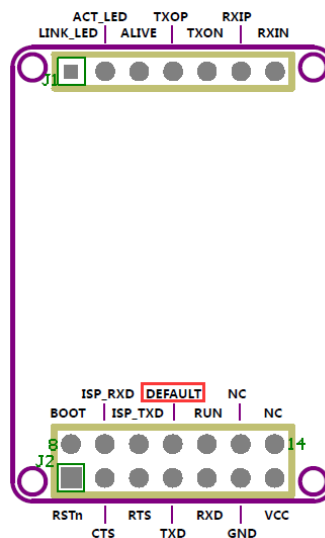 ACT_LED TXOP RXIP
LINK_LED ALIVE TXON RXIN
J1
ISP_RXD DEFAULT NC
BOOT ISP_TXD RUN NC
8 14
J2
RSTn RTS RXD VCC
CTS TXD GND